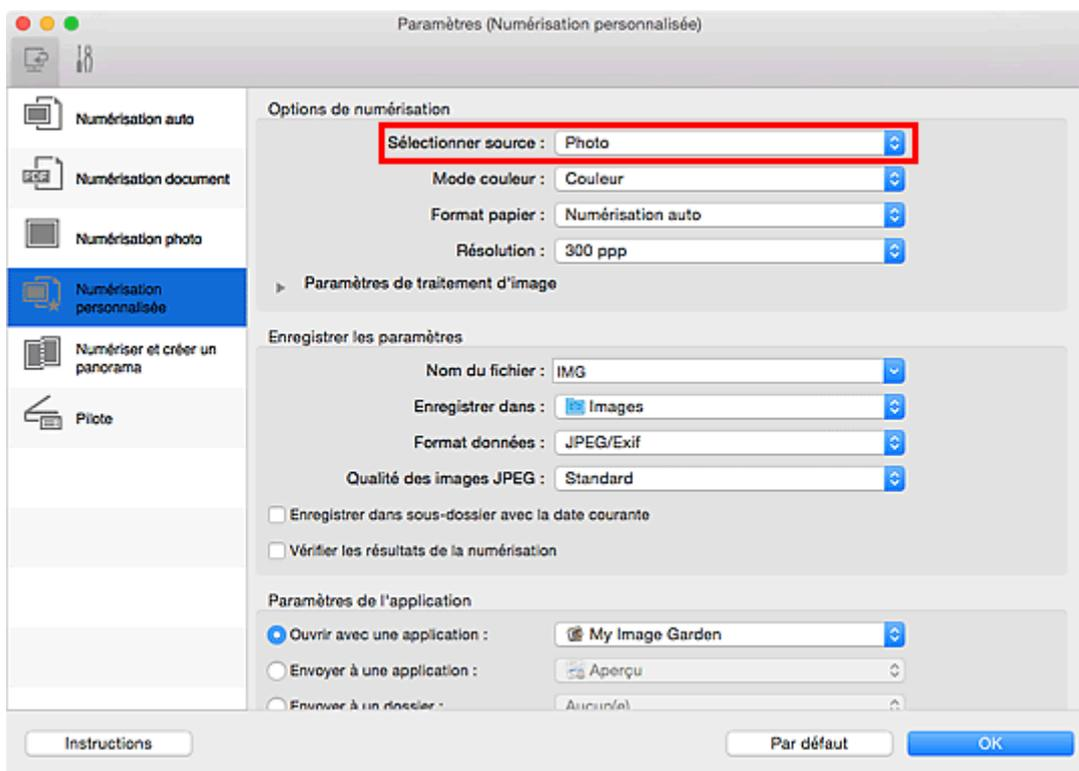 Paramètres (Numérisation personnalisée)
Numérisation auto
Numérisation document
Numérisation photo
Numérisation
personnalisée
Numériser et créer un
panorama
Pilote
Options de numérisation
Sélectionner source : Photo
Mode couleur : Couleur
Format papier : Numérisation auto
Résolution : 300 ppp
Paramètres de traitement d'image
Enregistrer les paramètres
Nom du fichier : IMG
Enregistrer dans : Images
Format données : JPEG/Exif
Qualité des images JPEG : Standard
Enregistrer dans sous-dossier avec la date courante
Vérifier les résultats de la numérisation
Paramètres de l'application
Ouvrir avec une application : My Image Garden
Envoyer à une application : Aperçu
Envoyer à un dossier : Aucun(e)
Instructions
Par défaut
OK